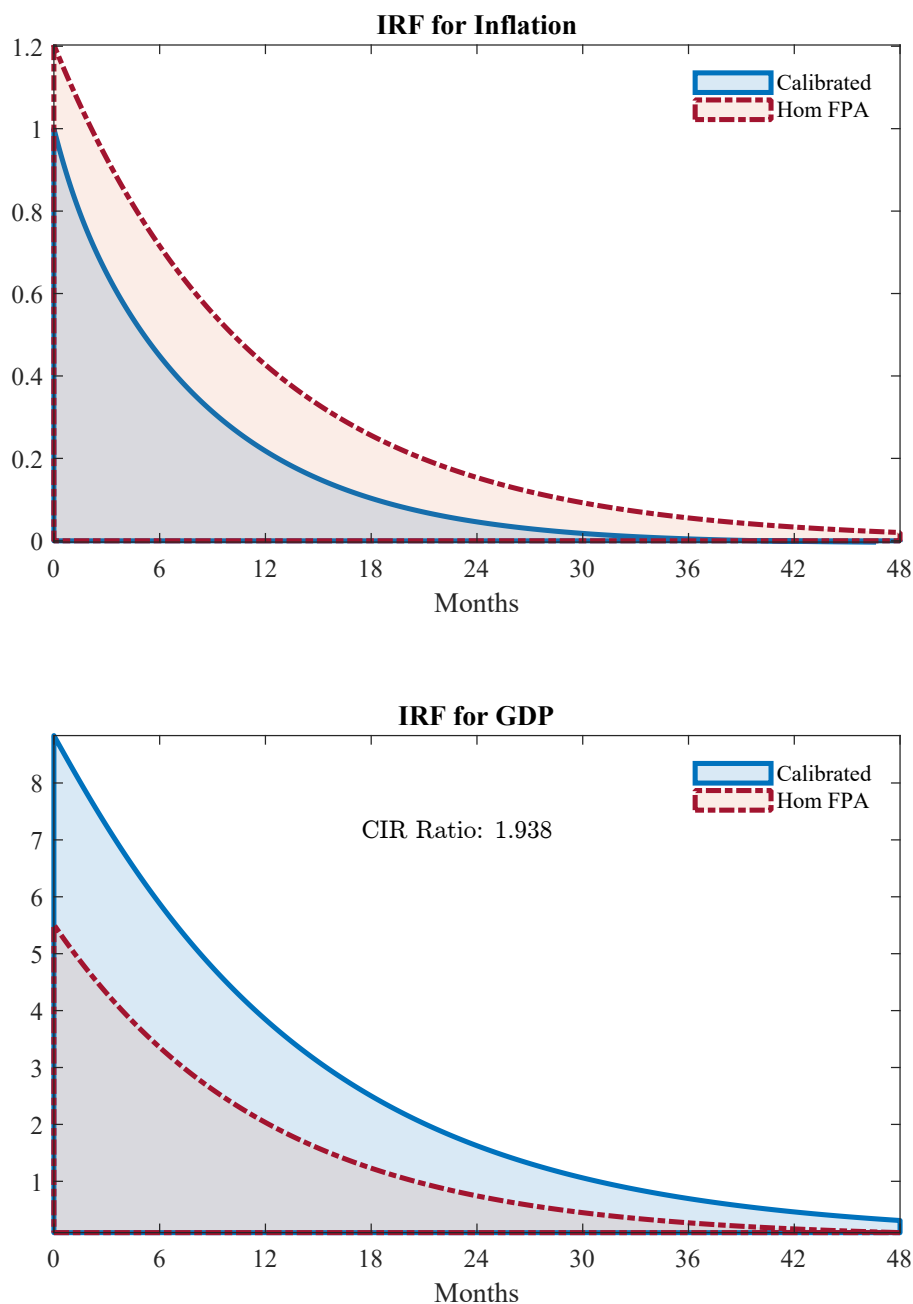 IRF for Inflation
1.2
1
0.8
0.6
0.4
0.2
0
Calibrated
Hom FPA
0 6 12 18 24 30 36 42 48
Months
IRF for GDP
8
7
6
5
4
3
2
1
Calibrated
Hom FPA
CIR Ratio: 1.938
0 6 12 18 24 30 36 42 48
Months